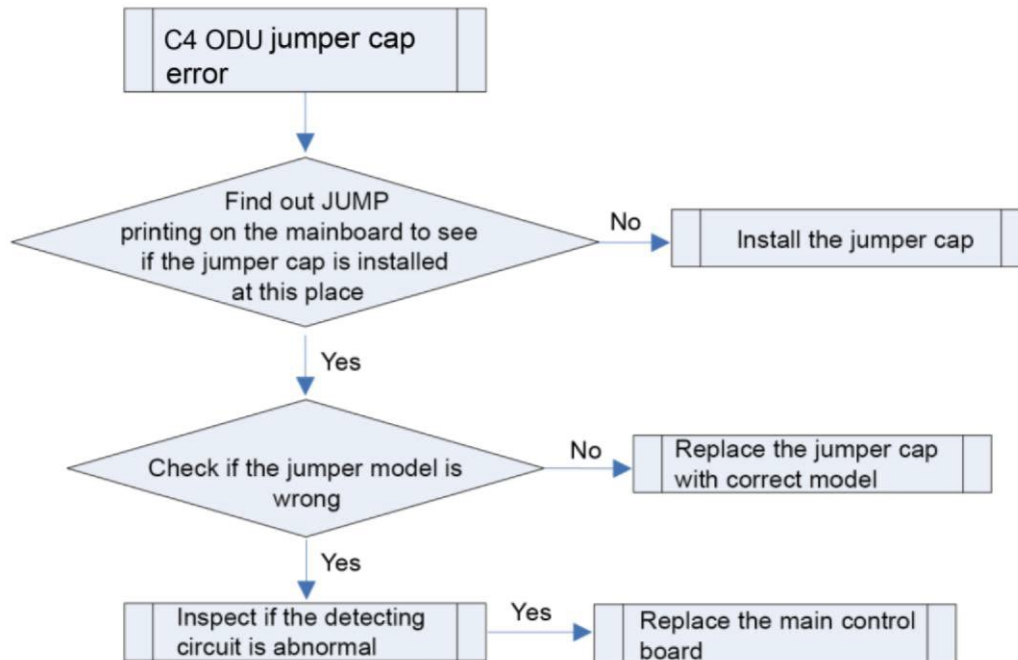 C4 ODU jumper cap
error
Find out JUMP
printing on the mainboard to see
if the jumper cap is installed
at this place
No
Install the jumper cap
Yes
Check if the jumper model is
wrong
No
Replace the jumper cap
with correct model
Yes
Inspect if the detecting
circuit is abnormal
Yes
Replace the main control
board